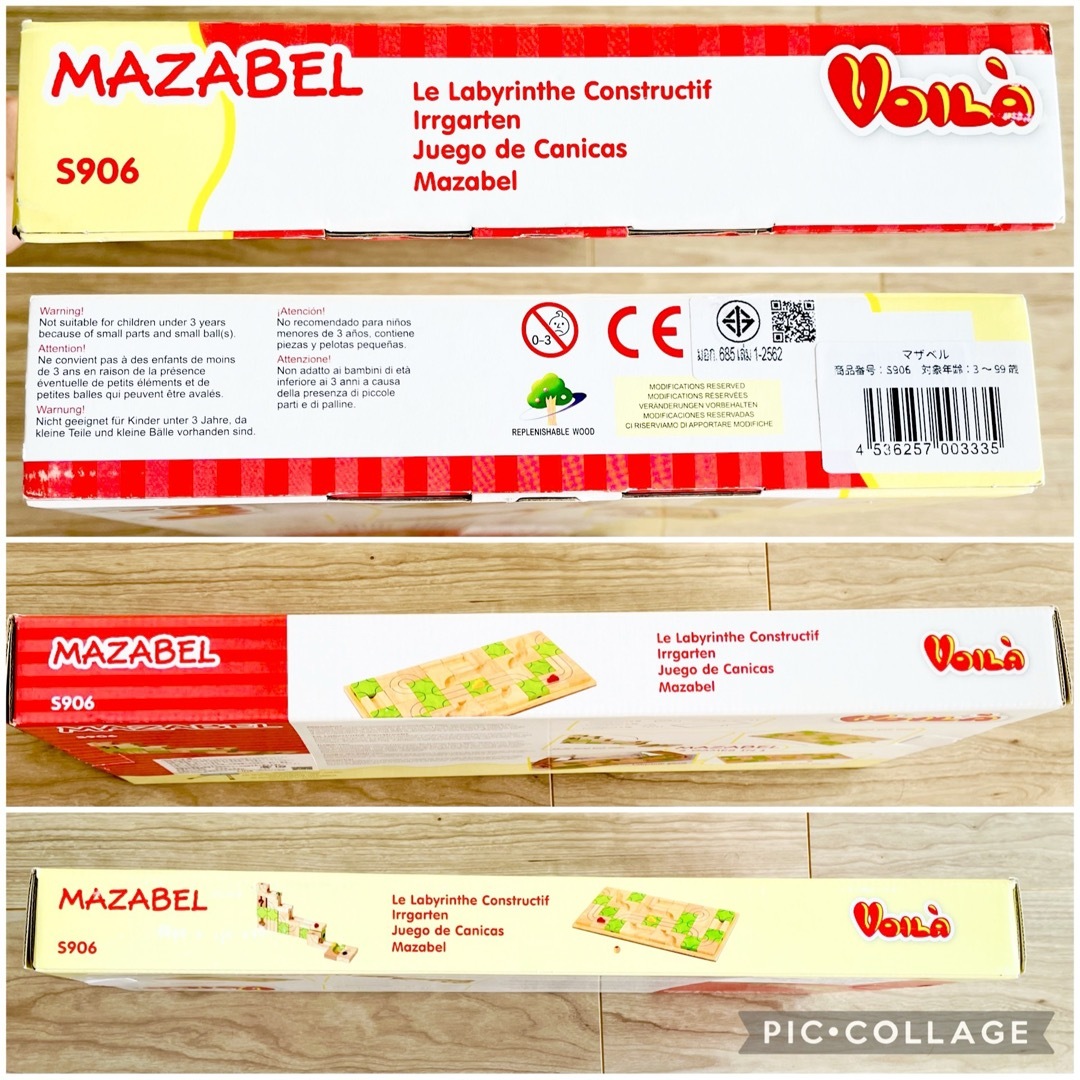 MAZABEL
S906
Le Labyrinthe Constructif
Irrgarten
Juego de Canicas
Mazabel
VOILÀ
Warning!
Not suitable for children under 3 years
because of small parts and small ball(s).
Attention!
Ne convient pas à des enfants de moins
de 3 ans en raison de la présence
éventuelle de petits éléments et de
petites balles qui peuvent être avalés.
Warnung!
Nicht geeignet für Kinder unter 3 Jahre, da
kleine Teile und kleine Bälle vorhanden sind.
¡Atención!
No recomendado para niños
menores de 3 años, contiene
piezas y pelotas pequeñas.
Attenzione!
Non adatto ai bambini di età
inferiore ai 3 anni a causa
della presenza di piccole
parti e di palline.
0-3
CE
มอก. 685 เล่ม 1-2562
REPLENISHABLE WOOD
MODIFICATIONS RESERVED
MODIFICATIONS RESERVÉES
VERANDERUNGEN VORBEHALTEN
MODIFICACIONES RESERVADAS
CI RISERVIAMO DI APPORTARE MODIFICHE
マザベル
商品番号：S906 対象年齢：3～99歳
4 536257 003335
MAZABEL
S906
Le Labyrinthe Constructif
Irrgarten
Juego de Canicas
Mazabel
VOILÀ
MAZABEL
S906
MAZABEL
MAZABEL
S906
Le Labyrinthe Constructif
Irrgarten
Juego de Canicas
Mazabel
VOILÀ
PIC•COLLAGE